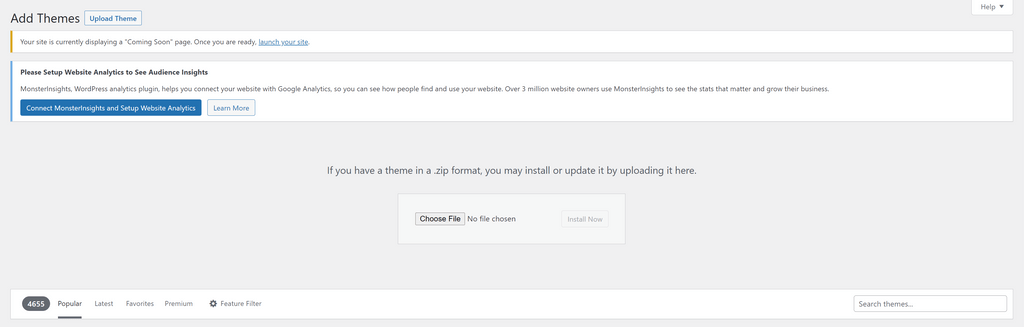 Help ▼
Add Themes Upload Theme
Your site is currently displaying a "Coming Soon" page. Once you are ready, launch your site.
Please Setup Website Analytics to See Audience Insights
MonsterInsights, WordPress analytics plugin, helps you connect your website with Google Analytics, so you can see how people find and use your website. Over 3 million website owners use MonsterInsights to see the stats that matter and grow their business.
Connect MonsterInsights and Setup Website Analytics Learn More
If you have a theme in a .zip format, you may install or update it by uploading it here.
Choose File No file chosen Install Now
4655 Popular Latest Favorites Premium Feature Filter Search themes...